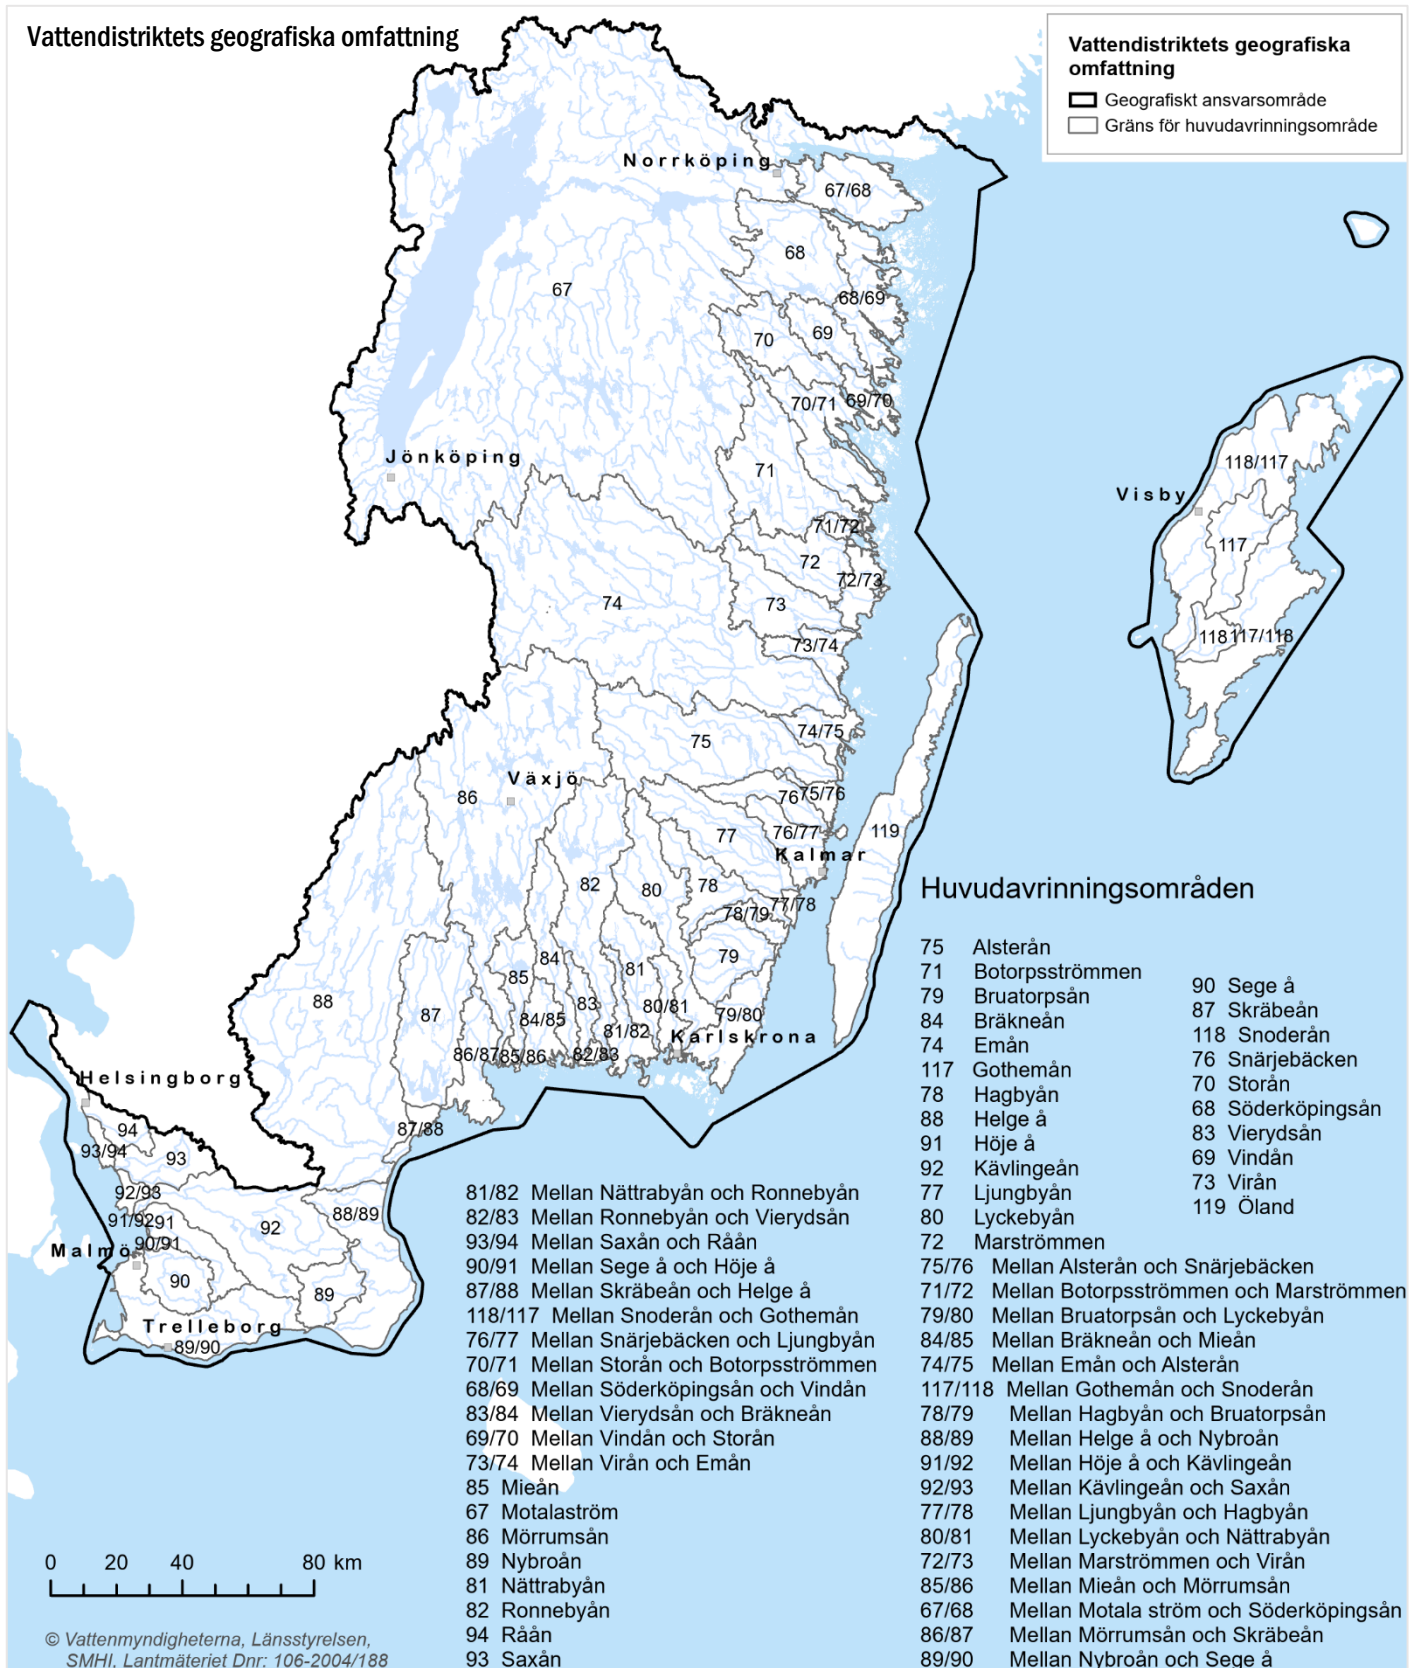 Vattendistriktets geografiska omfattning
Vattendistriktets geografiska
omfattning
Geografiskt ansvarsområde
Gräns för huvudavrinningsområde
Norrköping
67/68
68
67
68/69
69
70
70/71
69/70
Jönköping
71
118/117
Visby
71/72
117
72
72/73
74
73
118
117/118
73/74
75
74/75
Växjö
86
76
75/76
77
76/77
119
Kalmar
82
80
78
77/78
78/79
79
84
85
81
88
87
83
80/81
84/85
79/80
81/82
Karlskrona
86/87
85/86
82/83
Helsingborg
94
87/88
93/94
93
92/93
91/92
91
92
88/89
Malmö
90/91
90
89
Trelleborg
89/90
Huvudavrinningsområden
75 Alsterån
71 Botorpsströmmen
79 Bruatorpsån
84 Bräkneån
74 Emån
117 Gothemån
78 Hagbyån
88 Helge å
91 Höje å
92 Kävlingeån
77 Ljungbyån
80 Lyckebyån
72 Marströmmen
90 Sege å
87 Skräbeån
118 Snoderån
76 Snärjebäcken
70 Storån
68 Söderköpingsån
83 Vierydsån
69 Vindån
73 Virån
119 Öland
75/76 Mellan Alsterån och Snärjebäcken
71/72 Mellan Botorpsströmmen och Marströmmen
79/80 Mellan Bruatorpsån och Lyckebyån
84/85 Mellan Bräkneån och Mieån
74/75 Mellan Emån och Alsterån
117/118 Mellan Gothemån och Snoderån
78/79 Mellan Hagbyån och Bruatorpsån
88/89 Mellan Helge å och Nybroån
91/92 Mellan Höje å och Kävlingeån
92/93 Mellan Kävlingeån och Saxån
77/78 Mellan Ljungbyån och Hagbyån
80/81 Mellan Lyckebyån och Nättrabyån
72/73 Mellan Marströmmen och Virån
85/86 Mellan Mieån och Mörrumsån
67/68 Mellan Motala ström och Söderköpingsån
86/87 Mellan Mörrumsån och Skräbeån
89/90 Mellan Nybroån och Sege å
81/82 Mellan Nättrabyån och Ronnebyån
82/83 Mellan Ronnebyån och Vierydsån
93/94 Mellan Saxån och Råån
90/91 Mellan Sege å och Höje å
87/88 Mellan Skräbeån och Helge å
118/117 Mellan Snoderån och Gothemån
76/77 Mellan Snärjebäcken och Ljungbyån
70/71 Mellan Storån och Botorpsströmmen
68/69 Mellan Söderköpingsån och Vindån
83/84 Mellan Vierydsån och Bräkneån
69/70 Mellan Vindån och Storån
73/74 Mellan Virån och Emån
85 Mieån
67 Motalaström
86 Mörrumsån
89 Nybroån
81 Nättrabyån
82 Ronnebyån
94 Råån
93 Saxån
0 20 40 80 km
© Vattenmyndigheterna, Länsstyrelsen,
SMHI, Lantmäteriet Dnr: 106-2004/188